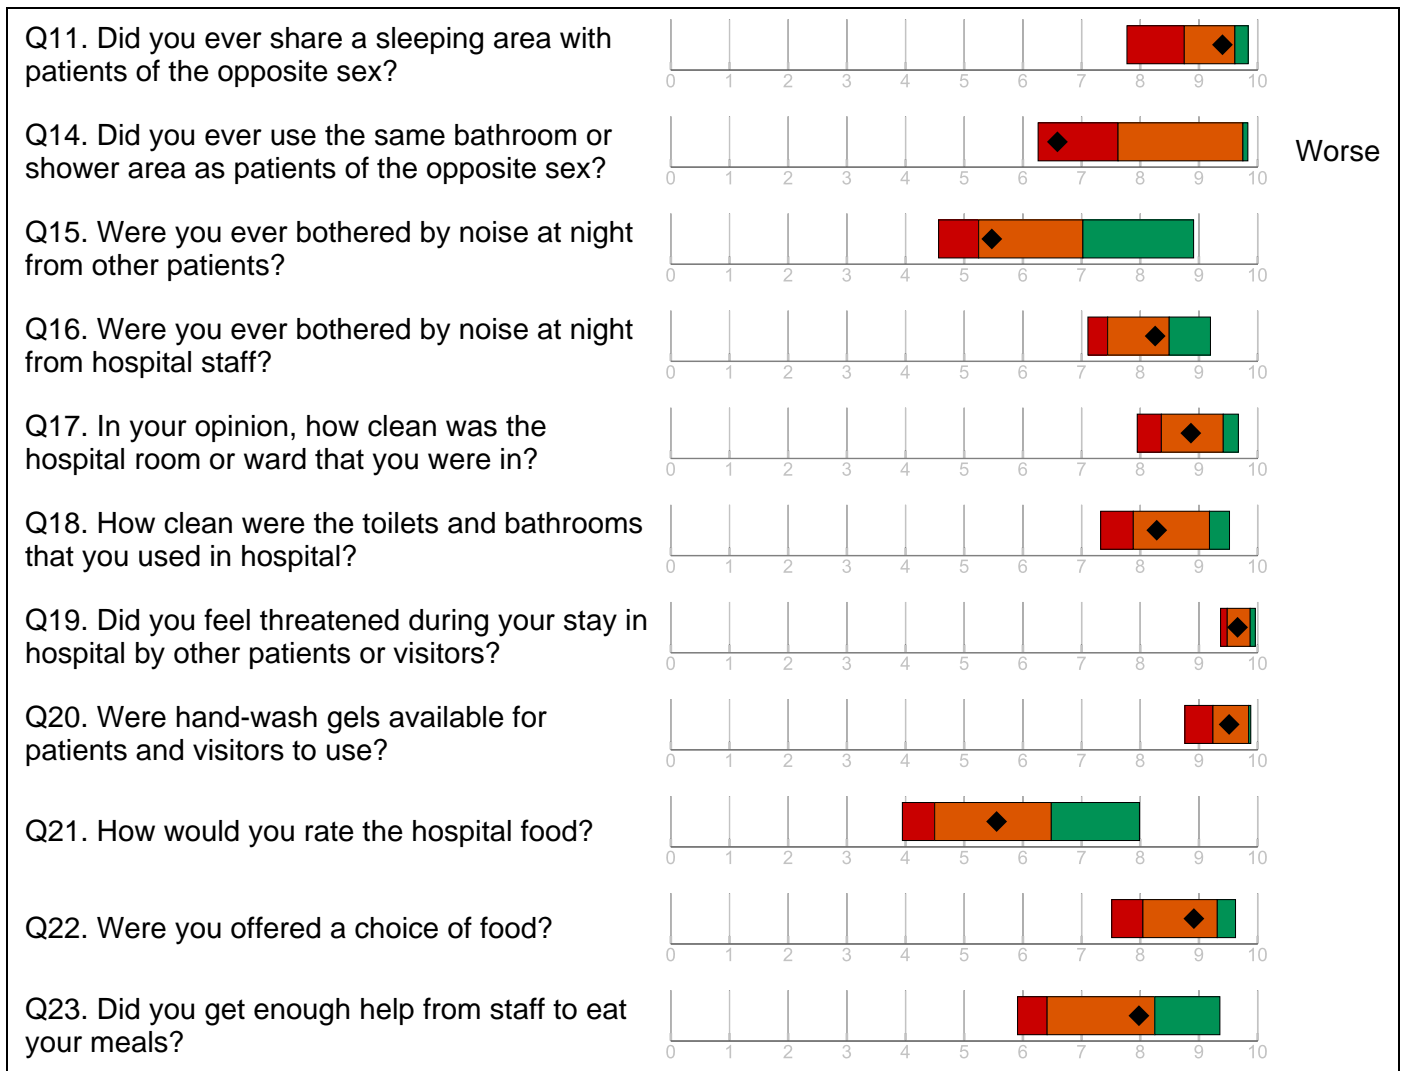 Q11. Did you ever share a sleeping area with
patients of the opposite sex?
0 1 2 3 4 5 6 7 8 9 10
Q14. Did you ever use the same bathroom or
shower area as patients of the opposite sex?
Worse
0 1 2 3 4 5 6 7 8 9 10
Q15. Were you ever bothered by noise at night
from other patients?
0 1 2 3 4 5 6 7 8 9 10
Q16. Were you ever bothered by noise at night
from hospital staff?
0 1 2 3 4 5 6 7 8 9 10
Q17. In your opinion, how clean was the
hospital room or ward that you were in?
0 1 2 3 4 5 6 7 8 9 10
Q18. How clean were the toilets and bathrooms
that you used in hospital?
0 1 2 3 4 5 6 7 8 9 10
Q19. Did you feel threatened during your stay in
hospital by other patients or visitors?
0 1 2 3 4 5 6 7 8 9 10
Q20. Were hand-wash gels available for
patients and visitors to use?
0 1 2 3 4 5 6 7 8 9 10
Q21. How would you rate the hospital food?
0 1 2 3 4 5 6 7 8 9 10
Q22. Were you offered a choice of food?
0 1 2 3 4 5 6 7 8 9 10
Q23. Did you get enough help from staff to eat
your meals?
0 1 2 3 4 5 6 7 8 9 10